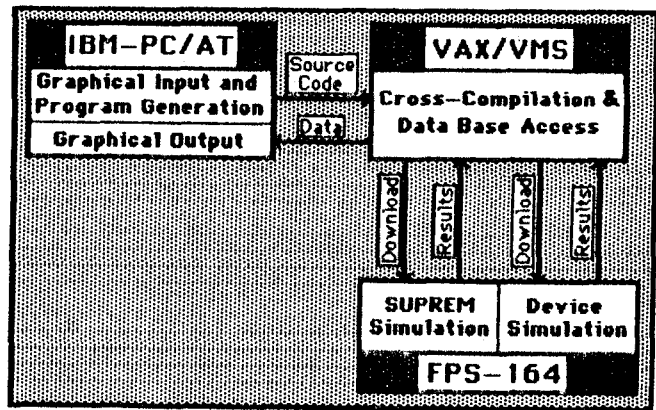 IBM-PC/AT
Graphical Input and
Program Generation
Graphical Output
Source
Code
Data
VAX/VMS
Cross-Compilation &
Data Base Access
Download
Results
Download
Results
SUPREM
Simulation
Device
Simulation
FPS-164